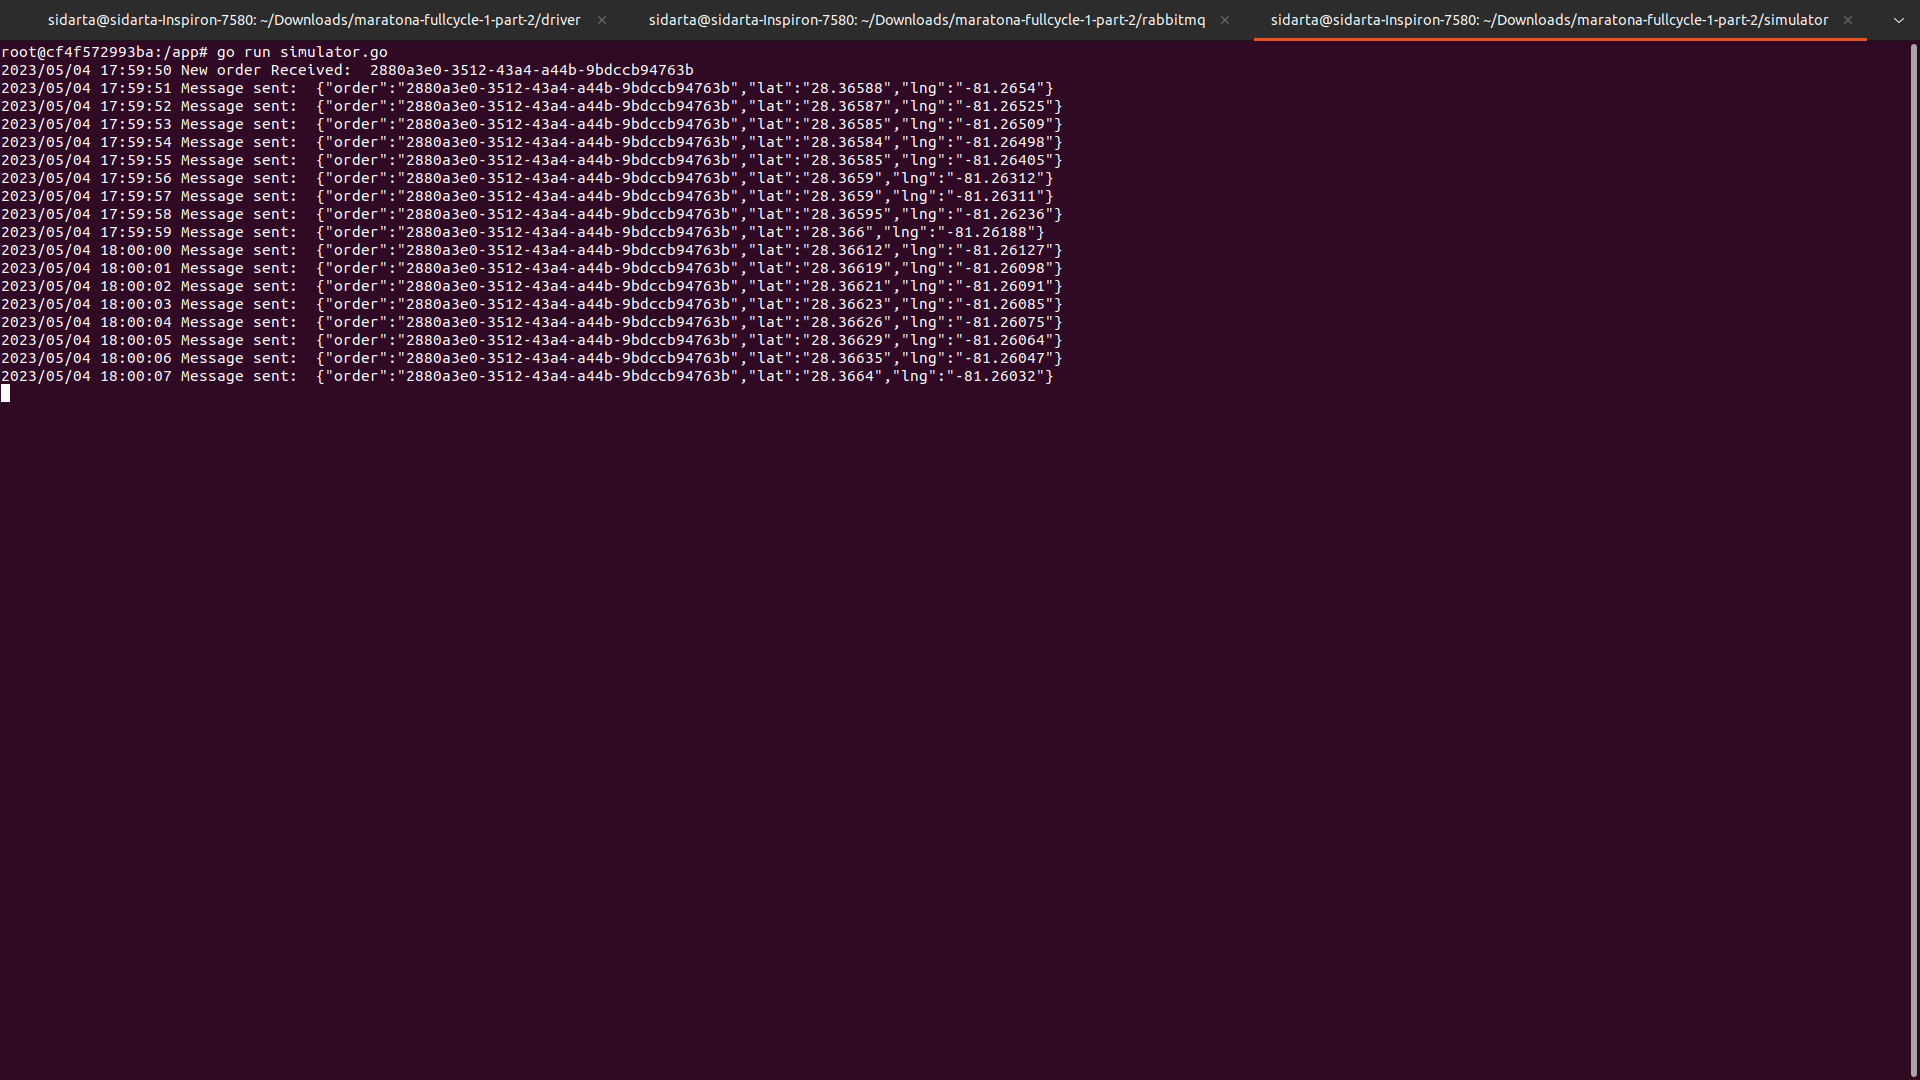 sidarta@sidarta-Inspiron-7580: ~/Downloads/maratona-fullcycle-1-part-2/driver
sidarta@sidarta-Inspiron-7580: ~/Downloads/maratona-fullcycle-1-part-2/rabbitmq
sidarta@sidarta-Inspiron-7580: ~/Downloads/maratona-fullcycle-1-part-2/simulator
root@cf4f572993ba:/app# go run simulator.go
2023/05/04 17:59:50 New order Received:  2880a3e0-3512-43a4-a44b-9bdccb94763b
2023/05/04 17:59:51 Message sent:  {"order":"2880a3e0-3512-43a4-a44b-9bdccb94763b","lat":"28.36588","lng":"-81.2654"}
2023/05/04 17:59:52 Message sent:  {"order":"2880a3e0-3512-43a4-a44b-9bdccb94763b","lat":"28.36587","lng":"-81.26525"}
2023/05/04 17:59:53 Message sent:  {"order":"2880a3e0-3512-43a4-a44b-9bdccb94763b","lat":"28.36585","lng":"-81.26509"}
2023/05/04 17:59:54 Message sent:  {"order":"2880a3e0-3512-43a4-a44b-9bdccb94763b","lat":"28.36584","lng":"-81.26498"}
2023/05/04 17:59:55 Message sent:  {"order":"2880a3e0-3512-43a4-a44b-9bdccb94763b","lat":"28.36585","lng":"-81.26405"}
2023/05/04 17:59:56 Message sent:  {"order":"2880a3e0-3512-43a4-a44b-9bdccb94763b","lat":"28.3659","lng":"-81.26312"}
2023/05/04 17:59:57 Message sent:  {"order":"2880a3e0-3512-43a4-a44b-9bdccb94763b","lat":"28.3659","lng":"-81.26311"}
2023/05/04 17:59:58 Message sent:  {"order":"2880a3e0-3512-43a4-a44b-9bdccb94763b","lat":"28.36595","lng":"-81.26236"}
2023/05/04 17:59:59 Message sent:  {"order":"2880a3e0-3512-43a4-a44b-9bdccb94763b","lat":"28.366","lng":"-81.26188"}
2023/05/04 18:00:00 Message sent:  {"order":"2880a3e0-3512-43a4-a44b-9bdccb94763b","lat":"28.36612","lng":"-81.26127"}
2023/05/04 18:00:01 Message sent:  {"order":"2880a3e0-3512-43a4-a44b-9bdccb94763b","lat":"28.36619","lng":"-81.26098"}
2023/05/04 18:00:02 Message sent:  {"order":"2880a3e0-3512-43a4-a44b-9bdccb94763b","lat":"28.36621","lng":"-81.26091"}
2023/05/04 18:00:03 Message sent:  {"order":"2880a3e0-3512-43a4-a44b-9bdccb94763b","lat":"28.36623","lng":"-81.26085"}
2023/05/04 18:00:04 Message sent:  {"order":"2880a3e0-3512-43a4-a44b-9bdccb94763b","lat":"28.36626","lng":"-81.26075"}
2023/05/04 18:00:05 Message sent:  {"order":"2880a3e0-3512-43a4-a44b-9bdccb94763b","lat":"28.36629","lng":"-81.26064"}
2023/05/04 18:00:06 Message sent:  {"order":"2880a3e0-3512-43a4-a44b-9bdccb94763b","lat":"28.36635","lng":"-81.26047"}
2023/05/04 18:00:07 Message sent:  {"order":"2880a3e0-3512-43a4-a44b-9bdccb94763b","lat":"28.3664","lng":"-81.26032"}